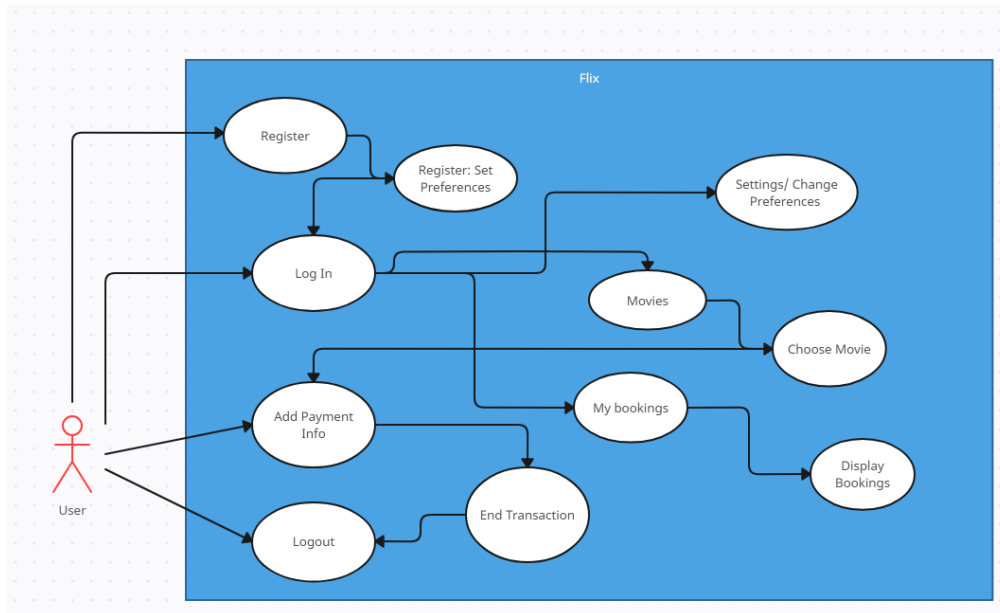 Flix
Register
Register: Set
Preferences
Settings/ Change
Preferences
Log In
Movies
Choose Movie
Add Payment
Info
My bookings
Display
Bookings
User
End Transaction
Logout